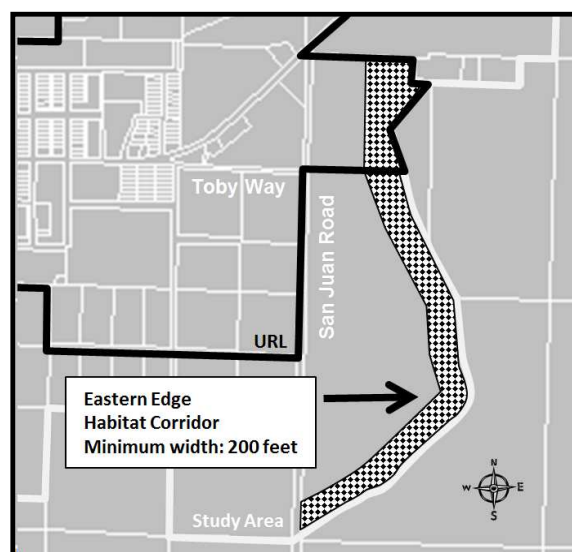 Toby Way
San Juan Road
URL
Eastern Edge
Habitat Corridor
Minimum width: 200 feet
N
W
E
S
Study Area